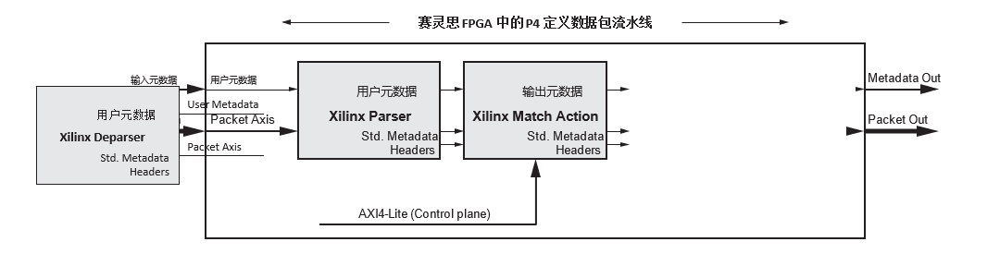 赛灵思 FPGA 中的 P4 定义数据包流水线
输入元数据
用户元数据
Metadata Out
用户元数据
Xilinx Deparser
Std. Metadata
Headers
User Metadata
Packet Axis
Packet Axis
用户元数据
Xilinx Parser
Std. Metadata
Headers
输出元数据
Xilinx Match Action
Std. Metadata
Headers
Packet Out
AXI4-Lite (Control plane)